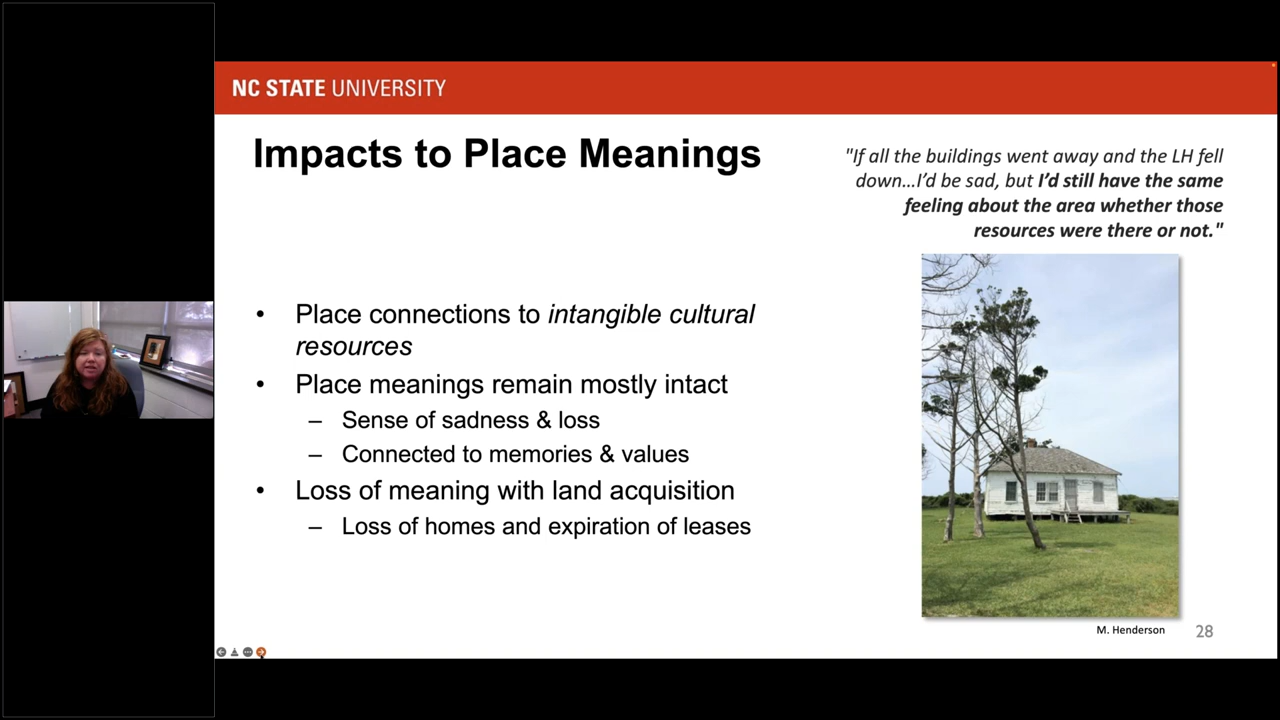 NC STATE UNIVERSITY
Impacts to Place Meanings
"If all the buildings went away and the LH fell
down…I’d be sad, but I’d still have the same
feeling about the area whether those
resources were there or not."
• Place connections to intangible cultural
resources
• Place meanings remain mostly intact
– Sense of sadness & loss
– Connected to memories & values
• Loss of meaning with land acquisition
– Loss of homes and expiration of leases
M. Henderson
28